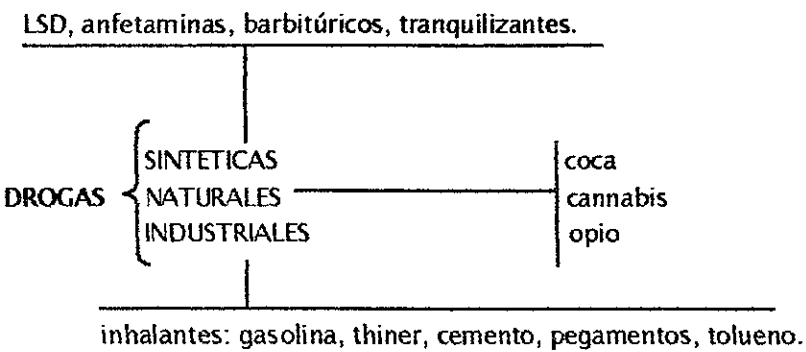 LSD, anfetaminas, barbitúricos, tranquilizantes.
SINTETICAS
DROGAS NATURALES
INDUSTRIALES
coca
cannabis
opio
inhalantes: gasolina, thiner, cemento, pegamentos, tolueno.